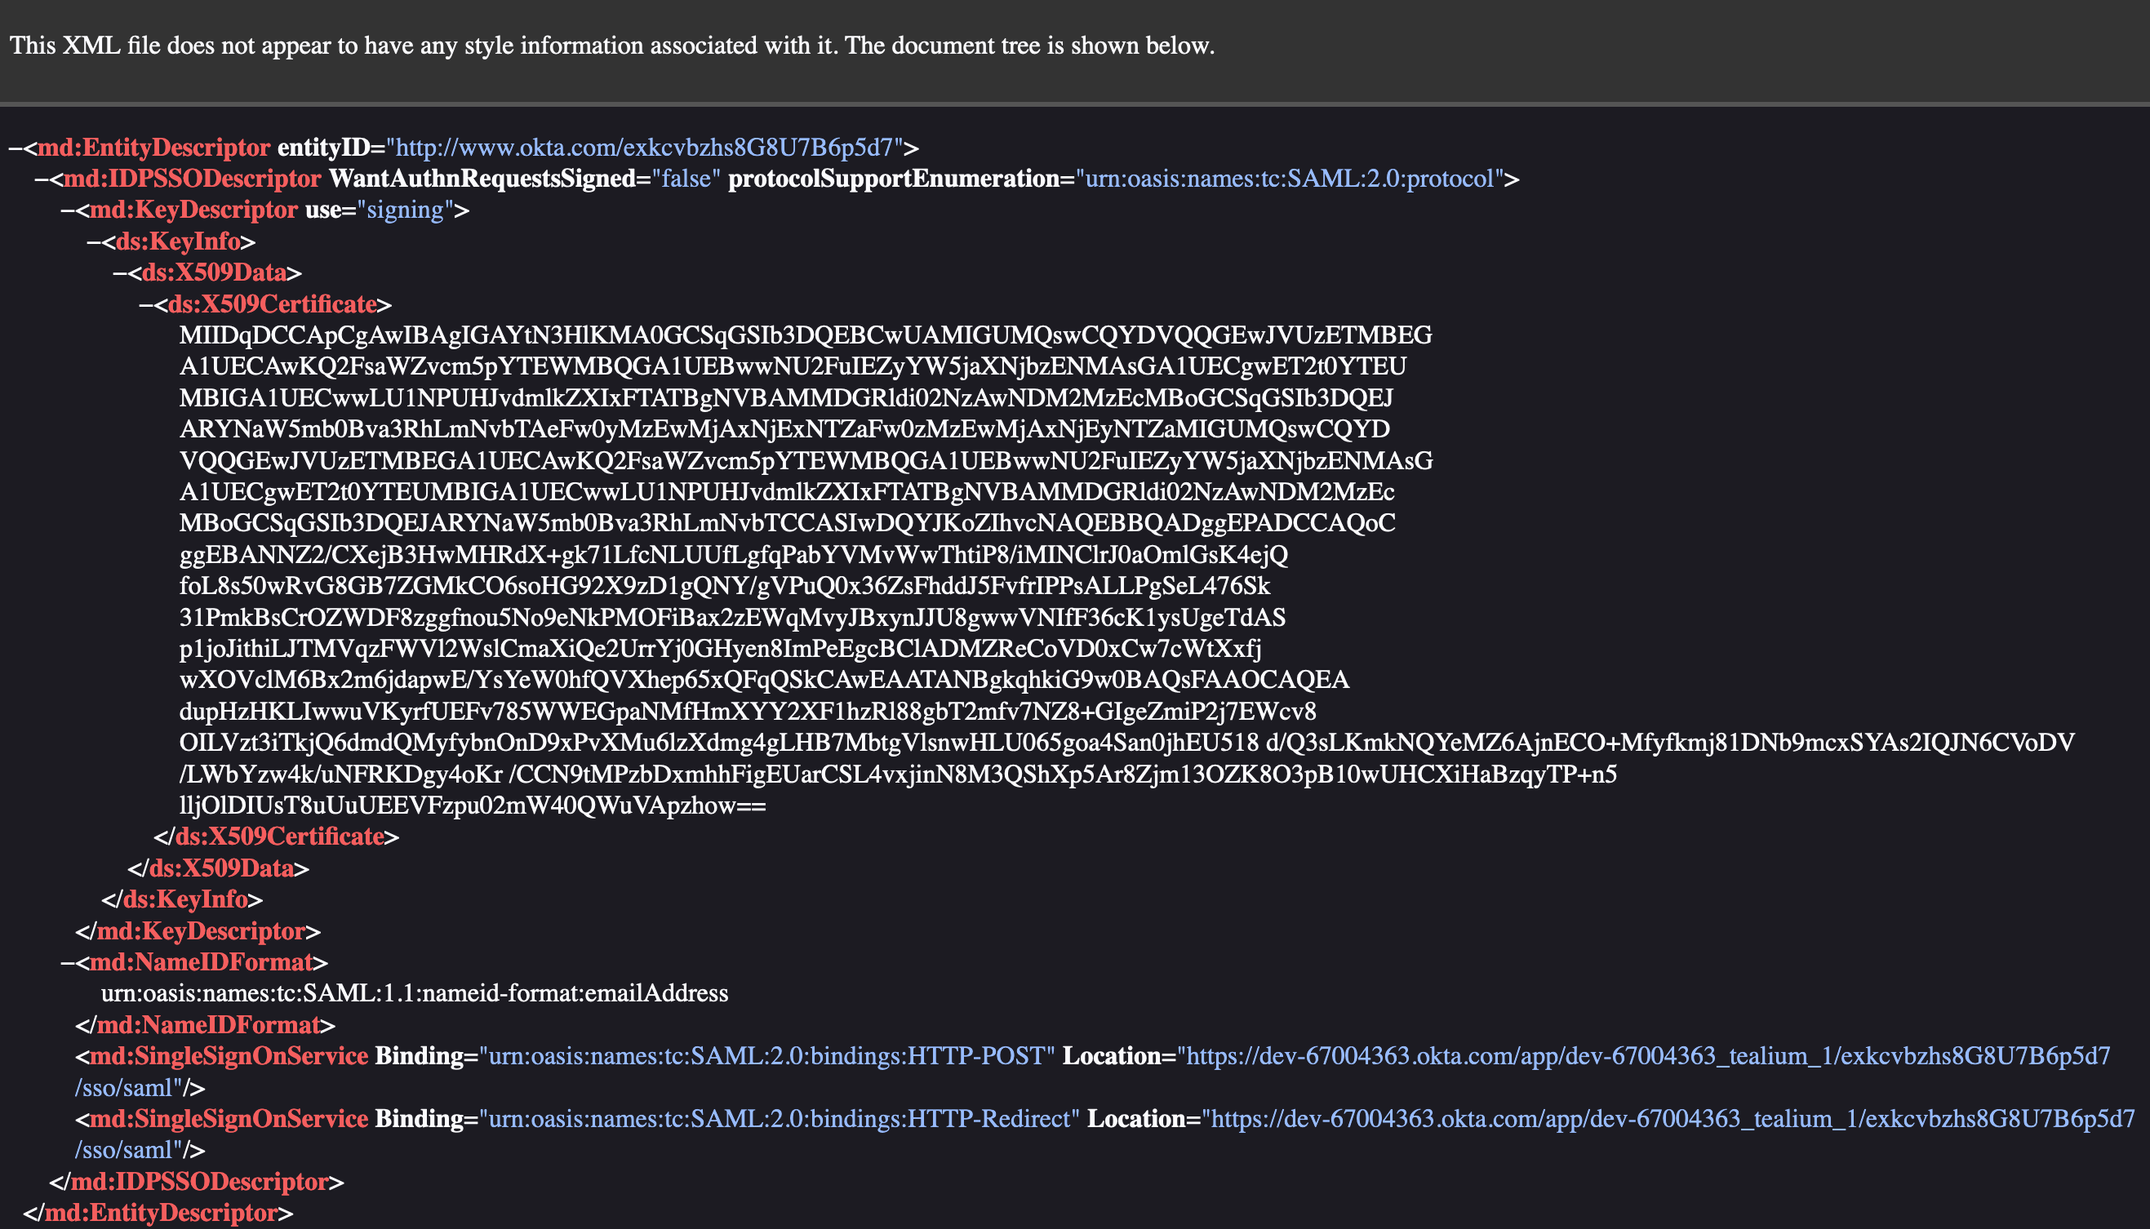 This XML file does not appear to have any style information associated with it. The document tree is shown below.
–<md:EntityDescriptor entityID="http://www.okta.com/exkcvbzhs8G8U7B6p5d7">
–<md:IDPSSODescriptor WantAuthnRequestsSigned="false" protocolSupportEnumeration="urn:oasis:names:tc:SAML:2.0:protocol">
–<md:KeyDescriptor use="signing">
–<ds:KeyInfo>
–<ds:X509Data>
–<ds:X509Certificate>
MIIDqDCCApCgAwIBAgIGAYtN3HlKMA0GCSqGSIb3DQEBCwUAMIGUMQswCQYDVQQGEwJVUzETMBEG
A1UECAwKQ2FsaWZvcm5pYTEWMBQGA1UEBwwNU2FuIEZyYW5jaXNjbzENMAsGA1UECgwET2t0YTEU
MBIGA1UECwwLU1NPUHJvdmlkZXIxFTATBgNVBAMMDGRldi02NzAwNDM2MzEcMBoGCSqGSIb3DQEJ
ARYNaW5mb0Bva3RhLmNvbTAeFw0yMzEwMjAxNjExNTZaFw0zMzEwMjAxNjEyNTZaMIGUMQswCQYD
VQQGEwJVUzETMBEGA1UECAwKQ2FsaWZvcm5pYTEWMBQGA1UEBwwNU2FuIEZyYW5jaXNjbzENMAsG
A1UECgwET2t0YTEUMBIGA1UECwwLU1NPUHJvdmlkZXIxFTATBgNVBAMMDGRldi02NzAwNDM2MzEc
MBoGCSqGSIb3DQEJARYNaW5mb0Bva3RhLmNvbTCCASIwDQYJKoZIhvcNAQEBBQADggEPADCCAQoC
ggEBANNZ2/CXejB3HwMHRdX+gk71LfcNLUUfLgfqPabYVMvWwThtiP8/iMINClrJ0aOmlGsK4ejQ
foL8s50wRvG8GB7ZGMkCO6soHG92X9zD1gQNY/gVPuQ0x36ZsFhddJ5FvfrIPPsALLPgSeL476Sk
31PmkBsCrOZWDF8zggfnou5No9eNkPMOFiBax2zEWqMvyJBxynJJU8gwwVNIfF36cK1ysUgeTdAS
p1joJithiLJTMVqzFWVl2WslCmaXiQe2UrrYj0GHyen8ImPeEgcBClADMZReCoVD0xCw7cWtXxfj
wXOVclM6Bx2m6jdapwE/YsYeW0hfQVXhep65xQFqQSkCAwEAATANBgkqhkiG9w0BAQsFAAOCAQEA
dupHzHKLIwwuVKyrfUEFv785WWEGpaNMfHmXYY2XF1hzRl88gbT2mfv7NZ8+GIgeZmiP2j7EWcv8
OILVzt3iTkjQ6dmdQMyfybnOnD9xPvXMu6lzXdmg4gLHB7MbtgVlsnwHLU065goa4San0jhEU518 d/Q3sLKmkNQYeMZ6AjnECO+Mfyfkmj81DNb9mcxSYAs2IQJN6CVoDV
/LWbYzw4k/uNFRKDgy4oKr /CCN9tMPzbDxmhhFigEUarCSL4vxjinN8M3QShXp5Ar8Zjm13OZK8O3pB10wUHCXiHaBzqyTP+n5
lljOlDIUsT8uUuUEEVFzpu02mW40QWuVApzhow==
</ds:X509Certificate>
</ds:X509Data>
</ds:KeyInfo>
</md:KeyDescriptor>
–<md:NameIDFormat>
urn:oasis:names:tc:SAML:1.1:nameid-format:emailAddress
</md:NameIDFormat>
<md:SingleSignOnService Binding="urn:oasis:names:tc:SAML:2.0:bindings:HTTP-POST" Location="https://dev-67004363.okta.com/app/dev-67004363_tealium_1/exkcvbzhs8G8U7B6p5d7
/sso/saml"/>
<md:SingleSignOnService Binding="urn:oasis:names:tc:SAML:2.0:bindings:HTTP-Redirect" Location="https://dev-67004363.okta.com/app/dev-67004363_tealium_1/exkcvbzhs8G8U7B6p5d7
/sso/saml"/>
</md:IDPSSODescriptor>
</md:EntityDescriptor>